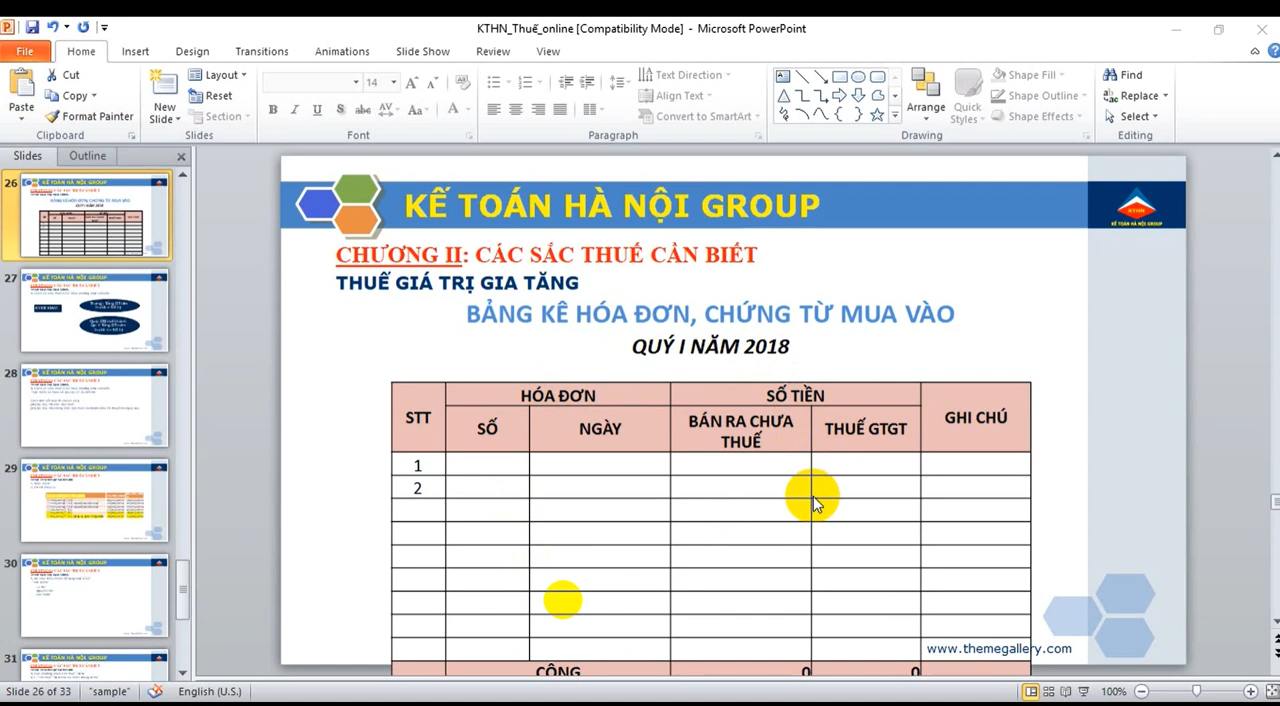 KTHN_Thuế_online [Compatibility Mode] - Microsoft PowerPoint
File Home Insert Design Transitions Animations Slide Show Review View
Paste Cut Copy Format Painter
Clipboard
New Slide Layout Reset Section
Slides
14
Font
Text Direction Align Text Convert to SmartArt
Paragraph
Arrange Quick Styles Shape Fill Shape Outline Shape Effects
Drawing
Find Replace Select
Editing
Slides Outline
26
27
28
29
30
31
KẾ TOÁN HÀ NỘI GROUP
KTHN
KẾ TOÁN HÀ NỘI GROUP
CHƯƠNG II: CÁC SẮC THUẾ CẦN BIẾT
THUẾ GIÁ TRỊ GIA TĂNG
BẢNG KÊ HÓA ĐƠN, CHỨNG TỪ MUA VÀO
QUÝ I NĂM 2018
STT HÓA ĐƠN SỐ TIỀN GHI CHÚ
SỐ NGÀY BÁN RA CHƯA THUẾ THUẾ GTGT
1
2
CỘNG 0 0
www.themegallery.com
Slide 26 of 33 "sample" English (U.S.) 100%